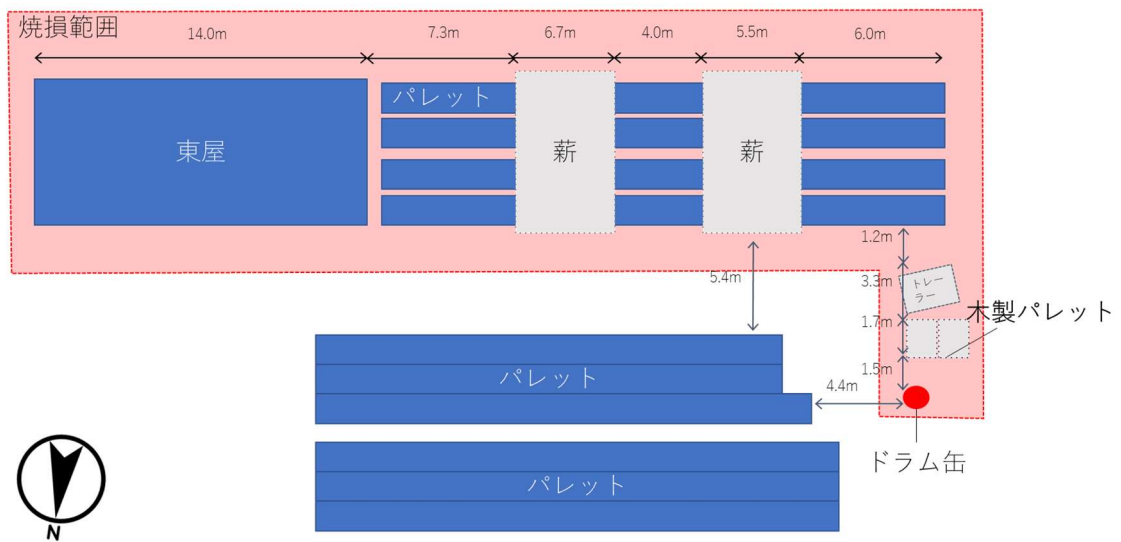 焼損範囲
14.0m
7.3m
6.7m
4.0m
5.5m
6.0m
パレット
東屋
薪
薪
1.2m
5.4m
3.3m
トレー
ラー
1.7m
木製パレット
1.5m
パレット
4.4m
ドラム缶
パレット
N